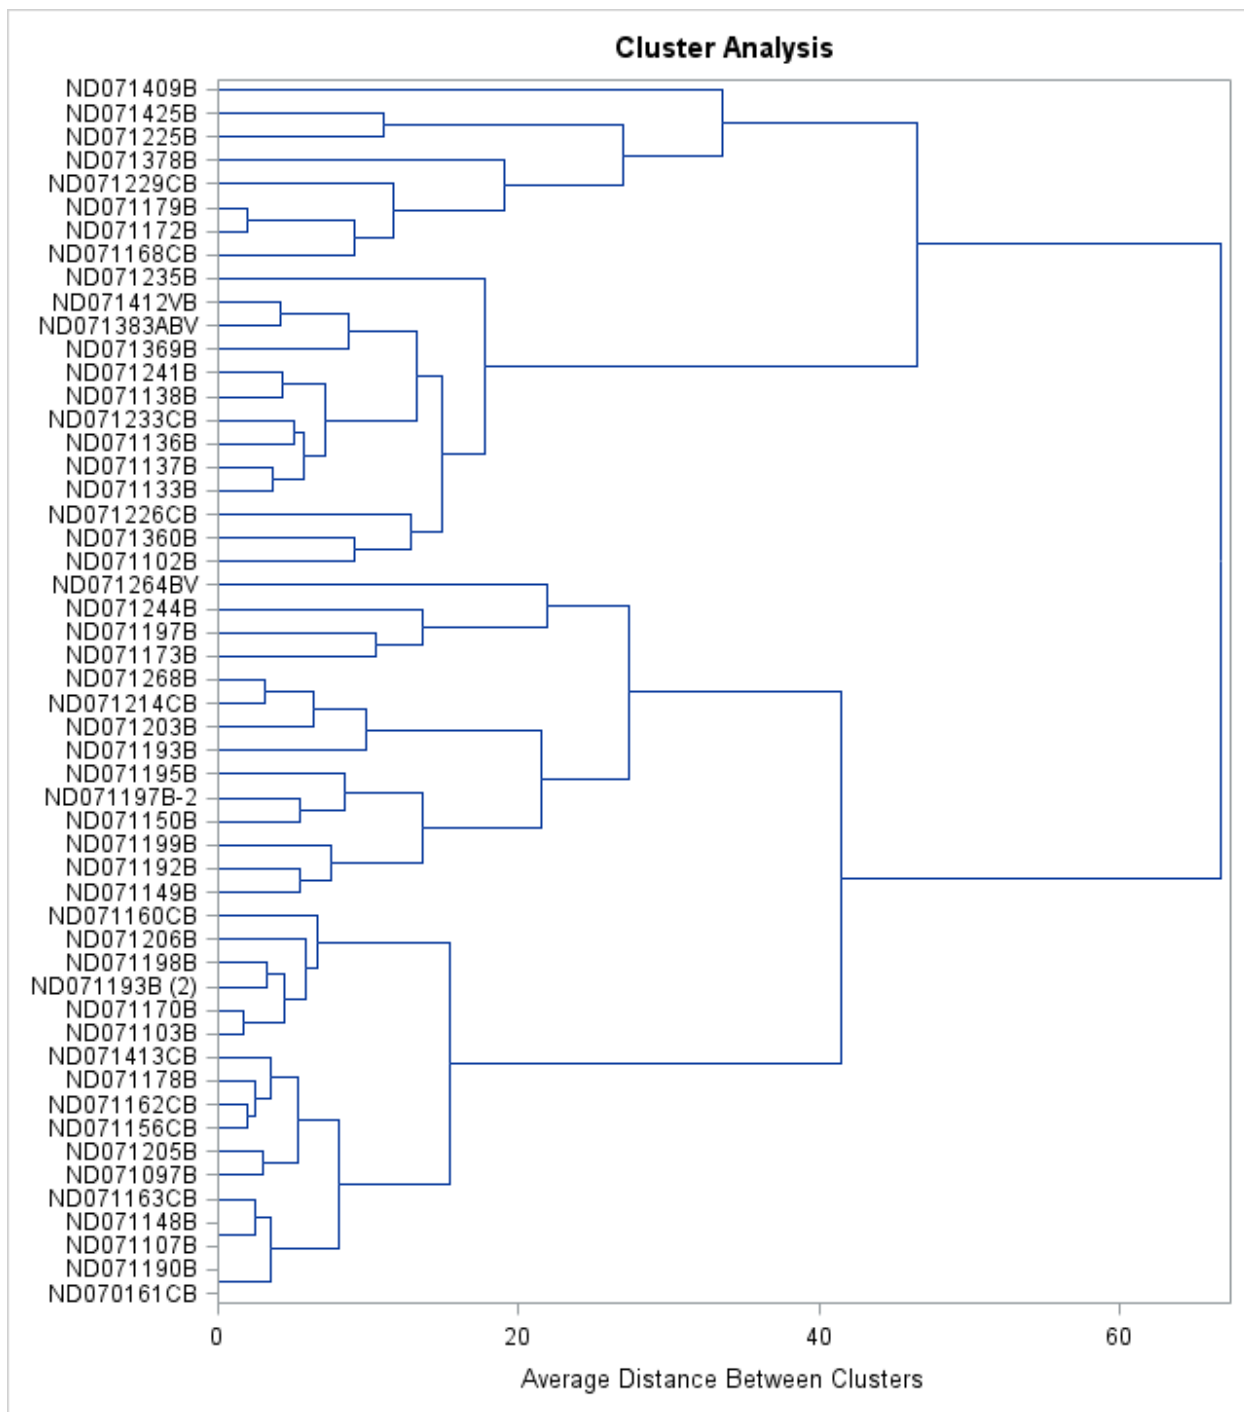 Cluster Analysis
ND071409B
ND071425B
ND071225B
ND071378B
ND071229CB
ND071179B
ND071172B
ND071168CB
ND071235B
ND071412VB
ND071383ABV
ND071369B
ND071241B
ND071138B
ND071233CB
ND071136B
ND071137B
ND071133B
ND071226CB
ND071360B
ND071102B
ND071264BV
ND071244B
ND071197B
ND071173B
ND071268B
ND071214CB
ND071203B
ND071193B
ND071195B
ND071197B-2
ND071150B
ND071199B
ND071192B
ND071149B
ND071160CB
ND071206B
ND071198B
ND071193B (2)
ND071170B
ND071103B
ND071413CB
ND071178B
ND071162CB
ND071156CB
ND071205B
ND071097B
ND071163CB
ND071148B
ND071107B
ND071190B
ND070161CB
0 20 40 60
Average Distance Between Clusters